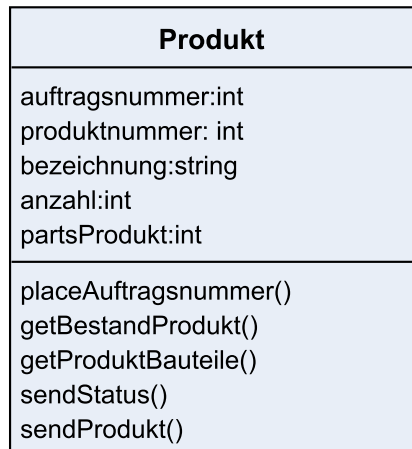 Produkt
auftragsnummer:int
produktnummer: int
bezeichnung:string
anzahl:int
partsProdukt:int
placeAuftragsnummer()
getBestandProdukt()
getProduktBauteile()
sendStatus()
sendProdukt()